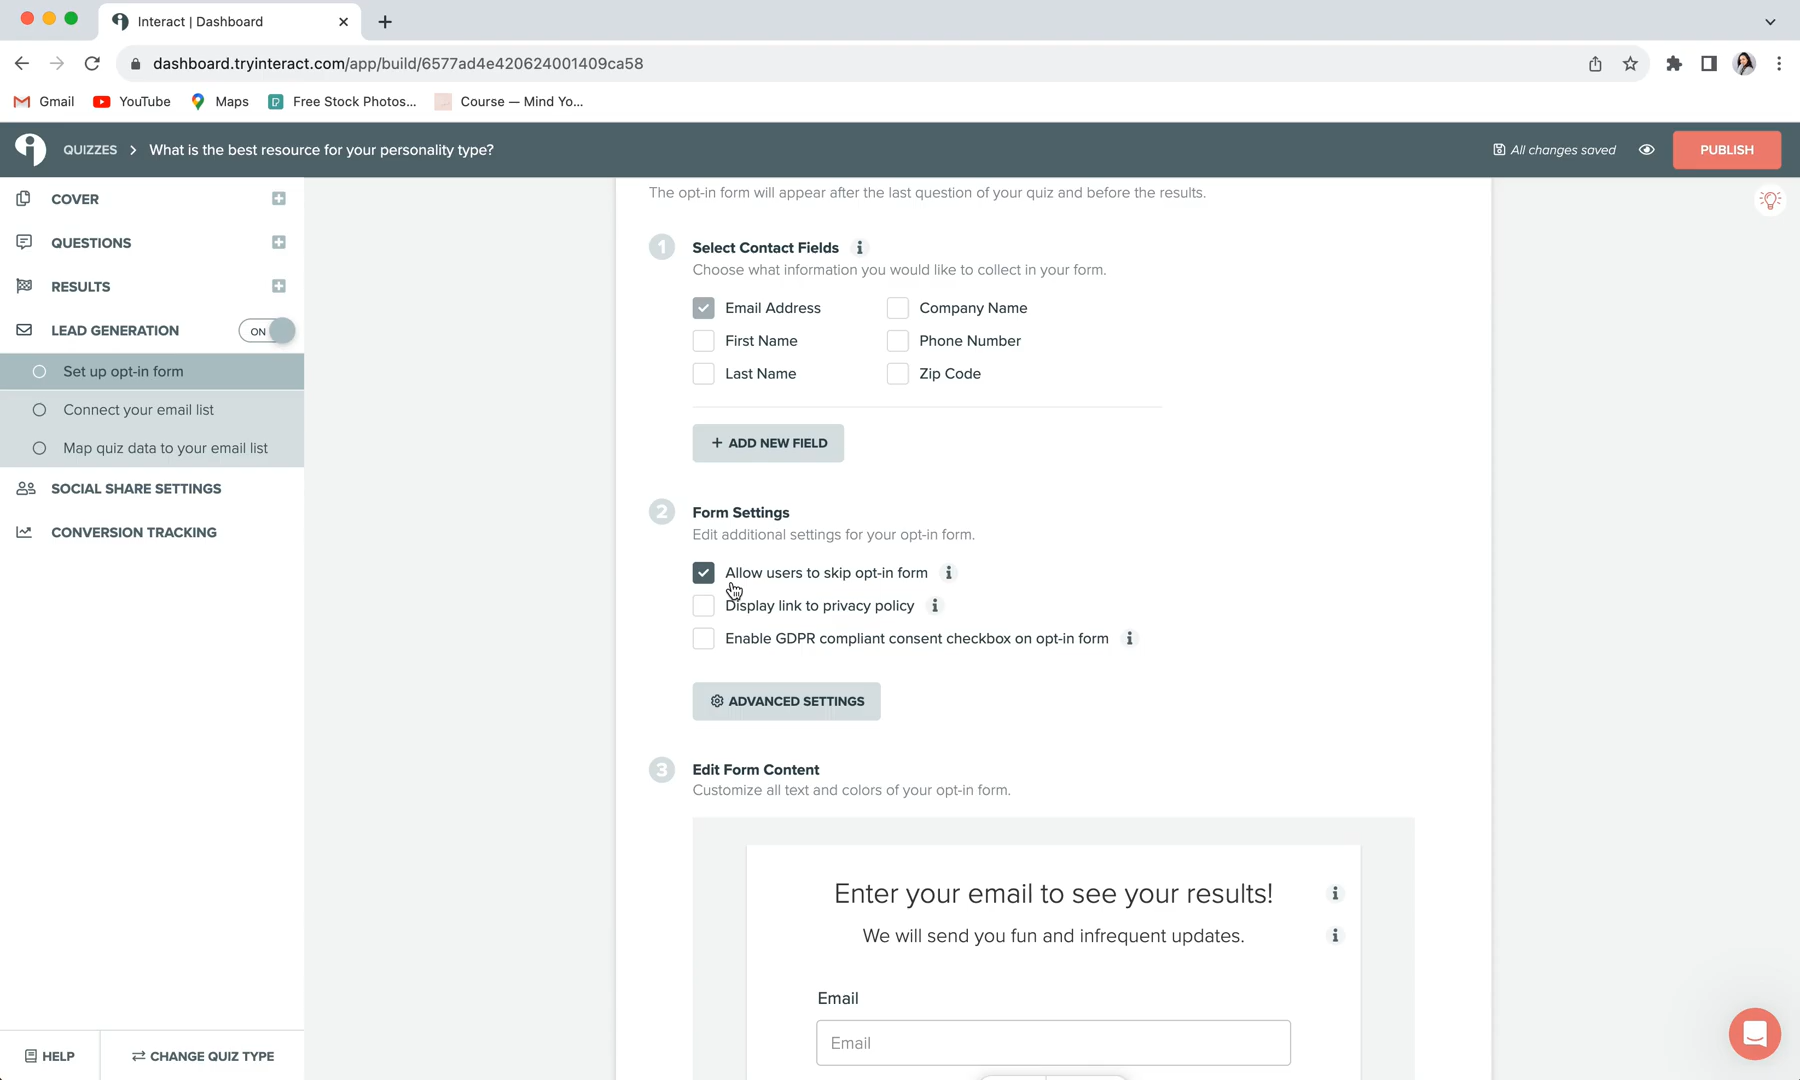 Interact | Dashboard
dashboard.tryinteract.com/app/build/6577ad4e420624001409ca58
Gmail
YouTube
Maps
Free Stock Photos...
Course — Mind Yo...
QUIZZES > What is the best resource for your personality type?
All changes saved
PUBLISH
COVER
QUESTIONS
RESULTS
LEAD GENERATION
ON
Set up opt-in form
Connect your email list
Map quiz data to your email list
SOCIAL SHARE SETTINGS
CONVERSION TRACKING
HELP
CHANGE QUIZ TYPE
The opt-in form will appear after the last question of your quiz and before the results.
1 Select Contact Fields
Choose what information you would like to collect in your form.
Email Address
Company Name
First Name
Phone Number
Last Name
Zip Code
+ ADD NEW FIELD
2 Form Settings
Edit additional settings for your opt-in form.
Allow users to skip opt-in form
Display link to privacy policy
Enable GDPR compliant consent checkbox on opt-in form
ADVANCED SETTINGS
3 Edit Form Content
Customize all text and colors of your opt-in form.
Enter your email to see your results!
We will send you fun and infrequent updates.
Email
Email